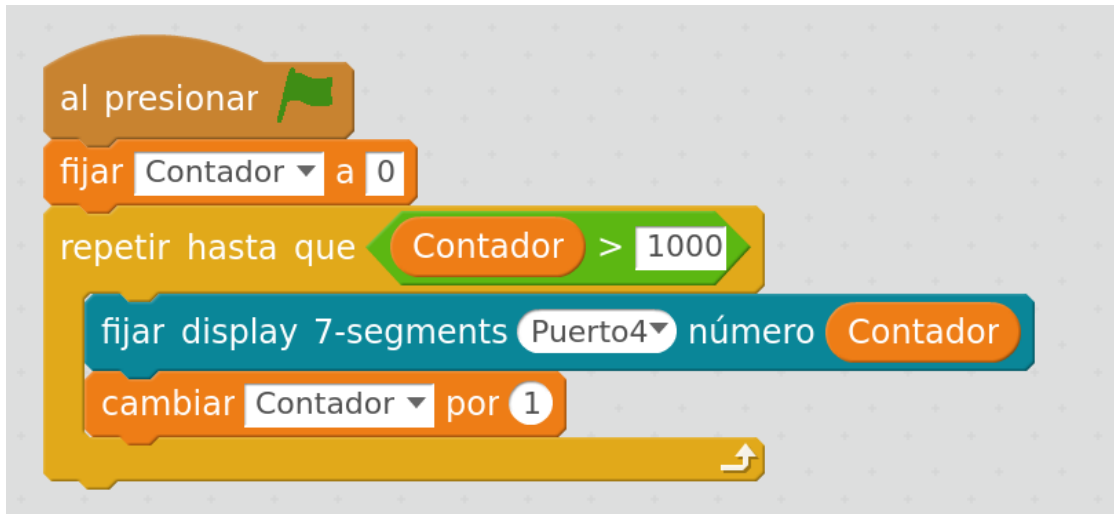 al presionar
fijar Contador a 0
repetir hasta que Contador > 1000
fijar display 7-segments Puerto4 número Contador
cambiar Contador por 1